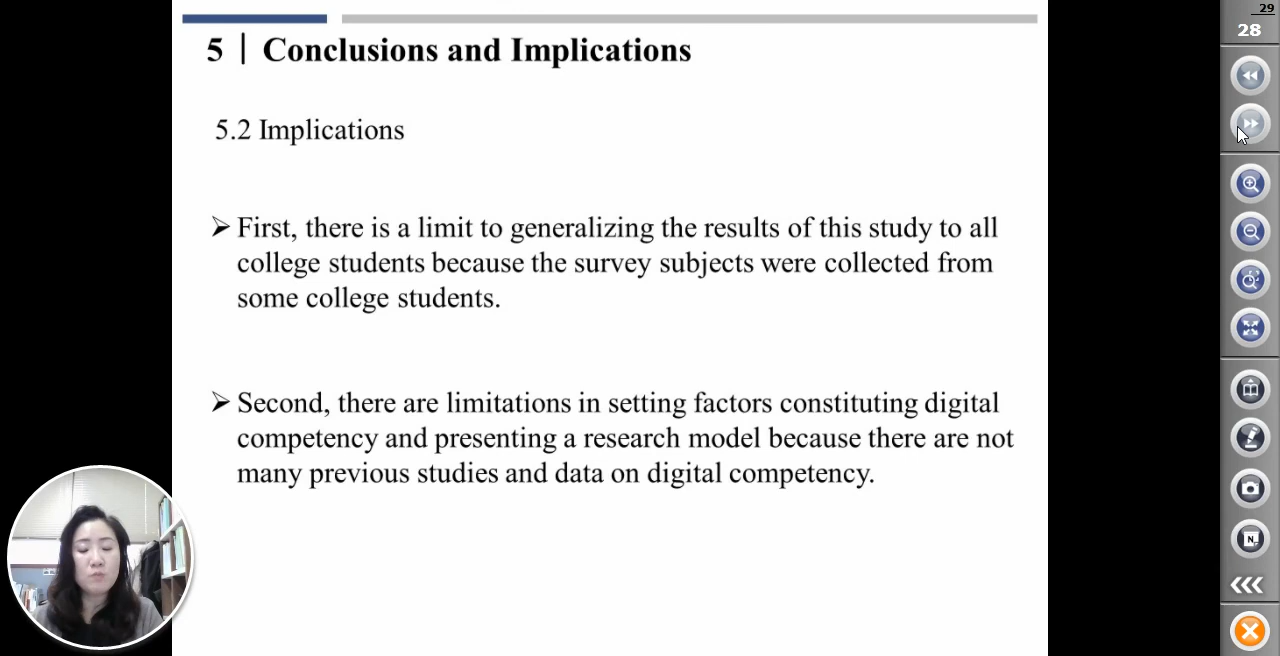 5 | Conclusions and Implications
5.2 Implications
➢ First, there is a limit to generalizing the results of this study to all
college students because the survey subjects were collected from
some college students.
➢ Second, there are limitations in setting factors constituting digital
competency and presenting a research model because there are not
many previous studies and data on digital competency.
29
28
N